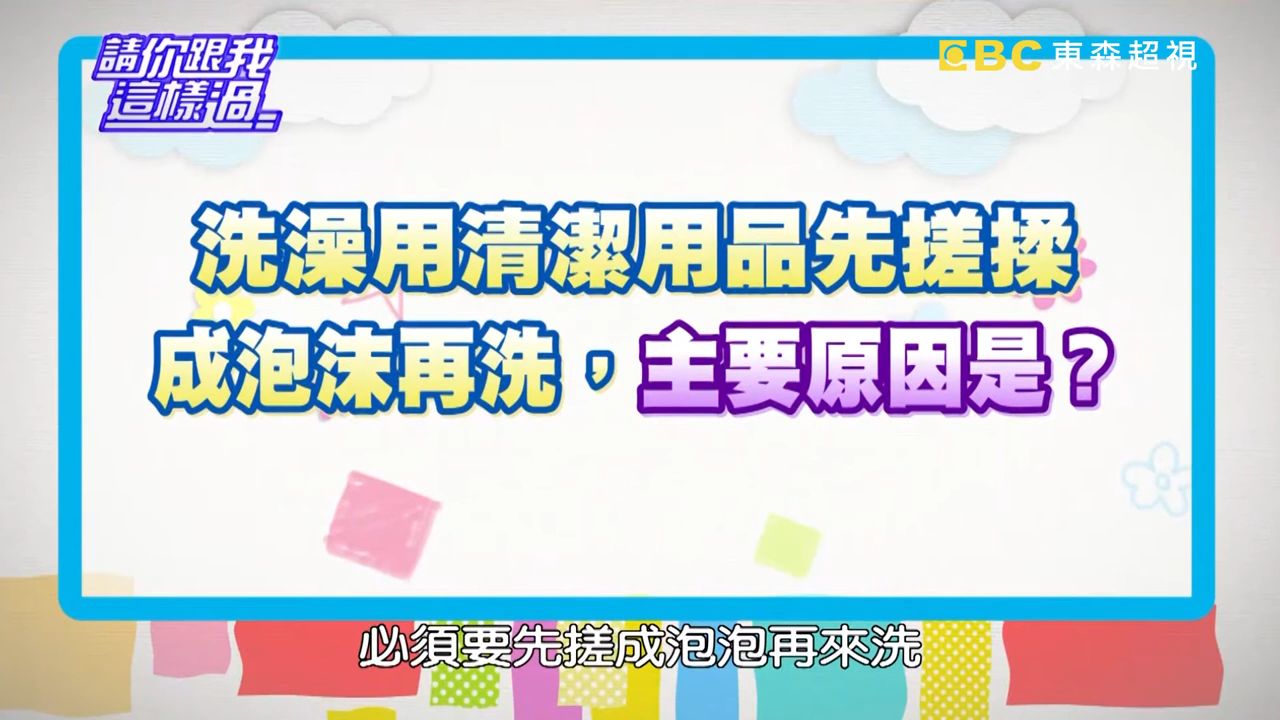 請你跟我
這樣過
EBC 東森超視
洗澡用清潔用品先搓揉
成泡沫再洗，主要原因是？
必須要先搓成泡泡再來洗